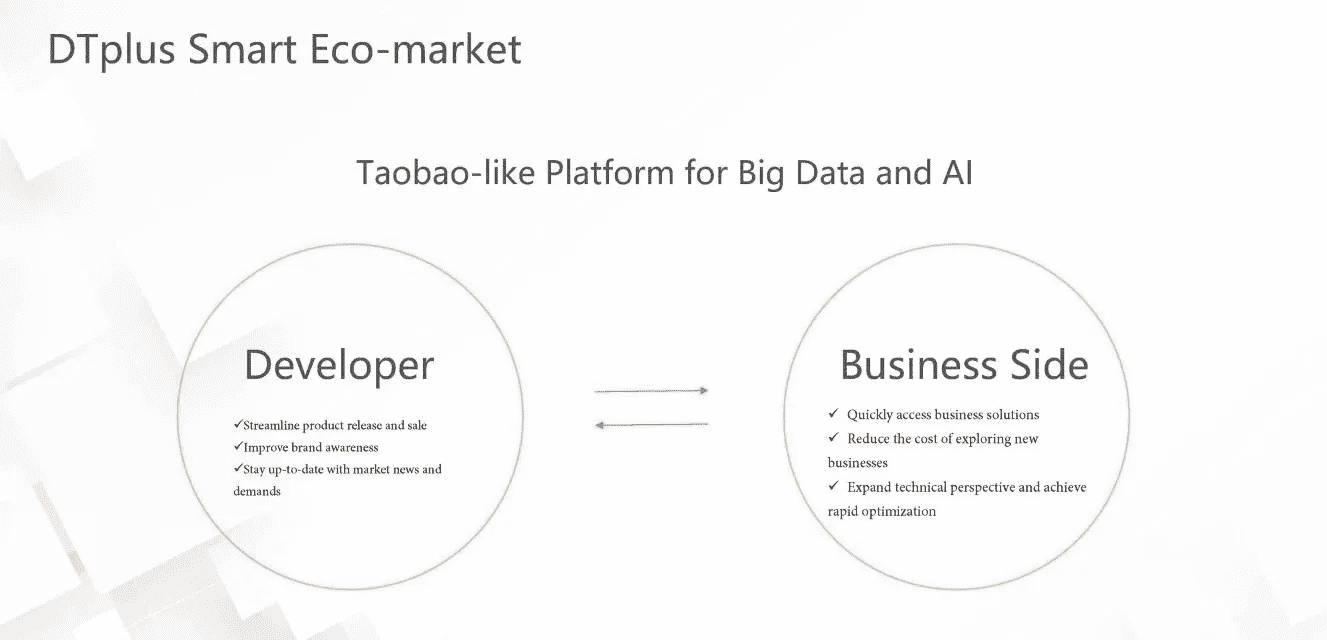 DTplus Smart Eco-market
Taobao-like Platform for Big Data and AI
Developer
✓Streamline product release and sale
✓Improve brand awareness
✓Stay up-to-date with market news and
demands
Business Side
✓ Quickly access business solutions
✓ Reduce the cost of exploring new
businesses
✓ Expand technical perspective and achieve
rapid optimization